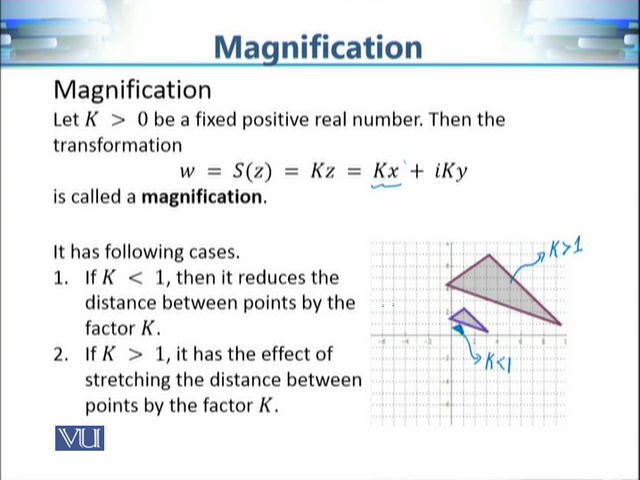 Magnification
Magnification
Let K > 0 be a fixed positive real number. Then the
transformation
w = S(z) = Kz = Kx + iKy
is called a magnification.
It has following cases.
1. If K < 1, then it reduces the
distance between points by the
factor K.
2. If K > 1, it has the effect of
stretching the distance between
points by the factor K.
K>1
K<1
VU